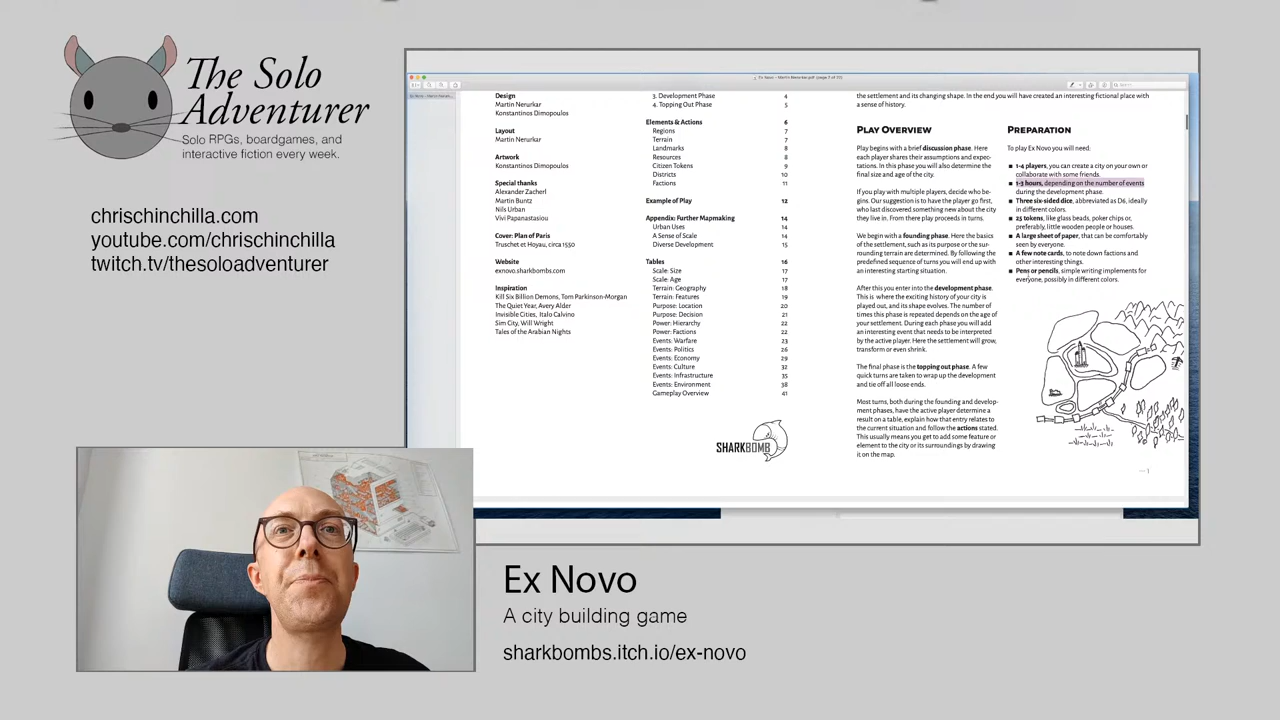 The Solo
Adventurer
Solo RPGs, boardgames, and
interactive fiction every week.
chrischinchilla.com
youtube.com/chrischinchilla
twitch.tv/thesoloadventurer
Design
Martin Nerurkar
Konstantinos Dimopoulos
Layout
Martin Nerurkar
Artwork
Konstantinos Dimopoulos
Special thanks
Alexander Zacherl
Martin Buntz
Nils Urban
Vivi Papanastasiou
Cover: Plan of Paris
Truschet et Hoyau, circa 1550
Website
exnovo.sharkbombs.com
Inspiration
Kill Six Billion Demons, Tom Parkinson-Morgan
The Quiet Year, Avery Alder
Invisible Cities, Italo Calvino
Sim City, Will Wright
Tales of the Arabian Nights
3. Development Phase 4
4. Topping Out Phase 5
Elements & Actions 6
Regions 7
Terrain 7
Landmarks 8
Resources 8
Citizen Tokens 9
Districts 10
Factions 11
Example of Play 12
Appendix: Further Mapmaking 14
Urban Uses 14
A Sense of Scale 14
Diverse Development 15
Tables 16
Scale: Size 17
Scale: Age 17
Terrain: Geography 18
Terrain: Features 19
Purpose: Location 20
Purpose: Decision 21
Power: Hierarchy 22
Power: Factions 22
Events: Warfare 23
Events: Politics 26
Events: Economy 29
Events: Culture 32
Events: Infrastructure 35
Events: Environment 38
Gameplay Overview 41
SHARKBOMB
the settlement and its changing shape. In the end you will have created an interesting fictional place with
a sense of history.
Play Overview
Play begins with a brief discussion phase. Here
each player shares their assumptions and expec-
tations. In this phase you will also determine the
final size and age of the city.
If you play with multiple players, decide who be-
gins. Our suggestion is to have the player go first,
who last discovered something new about the city
they live in. From there play proceeds in turns.
We begin with a founding phase. Here the basics
of the settlement, such as its purpose or the sur-
rounding terrain are determined. By following the
predefined sequence of turns you will end up with
an interesting starting situation.
After this you enter into the development phase.
This is where the exciting history of your city is
played out, and its shape evolves. The number of
times this phase is repeated depends on the age of
your settlement. During each phase you will add
an interesting event that needs to be interpreted
by the active player. Here the settlement will grow,
transform or even shrink.
The final phase is the topping out phase. A few
quick turns are taken to wrap up the development
and tie off all loose ends.
Most turns, both during the founding and develop-
ment phases, have the active player determine a
result on a table, explain how that entry relates to
the current situation and follow the actions stated.
This usually means you get to add some feature or
element to the city or its surroundings by drawing
it on the map.
Preparation
To play Ex Novo you will need:
1-4 players, you can create a city on your own or
collaborate with some friends.
1-3 hours, depending on the number of events
during the development phase.
Three six-sided dice, abbreviated as D6, ideally
in different colors.
25 tokens, like glass beads, poker chips or,
preferably, little wooden people or houses.
A large sheet of paper, that can be comfortably
seen by everyone.
A few note cards, to note down factions and
other interesting things.
Pens or pencils, simple writing implements for
everyone, possibly in different colors.
Ex Novo
A city building game
sharkbombs.itch.io/ex-novo